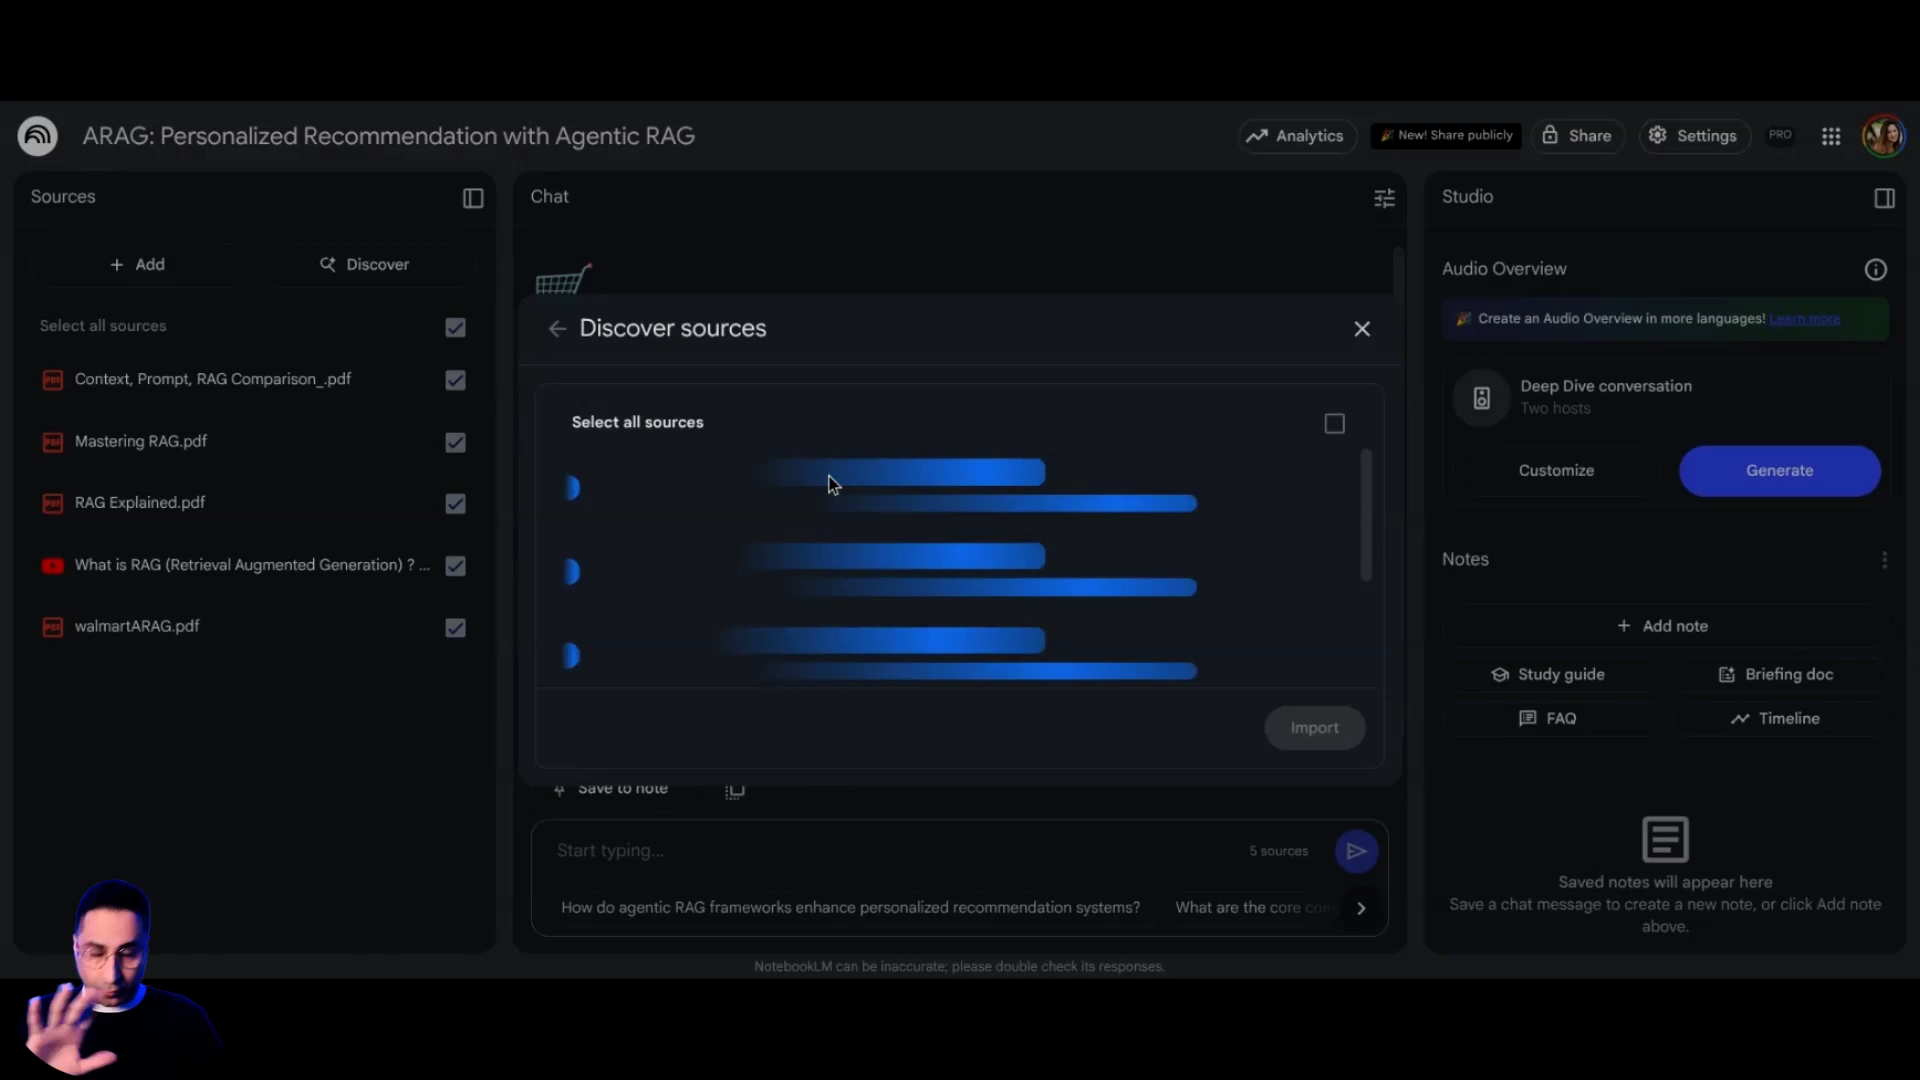 ARAG: Personalized Recommendation with Agentic RAG
Analytics
New! Share publicly
Share
Settings
PRO
Sources
Add
Discover
Select all sources
PDF Context, Prompt, RAG Comparison_.pdf
PDF Mastering RAG.pdf
PDF RAG Explained.pdf
What is RAG (Retrieval Augmented Generation) ? ...
PDF walmartARAG.pdf
Chat
Discover sources
Select all sources
Import
Save to note
Start typing...
5 sources
How do agentic RAG frameworks enhance personalized recommendation systems?
What are the core
NotebookLM can be inaccurate; please double check its responses.
Studio
Audio Overview
Create an Audio Overview in more languages! Learn more
Deep Dive conversation
Two hosts
Customize
Generate
Notes
Add note
Study guide
Briefing doc
FAQ
Timeline
Saved notes will appear here
Save a chat message to create a new note, or click Add note
above.